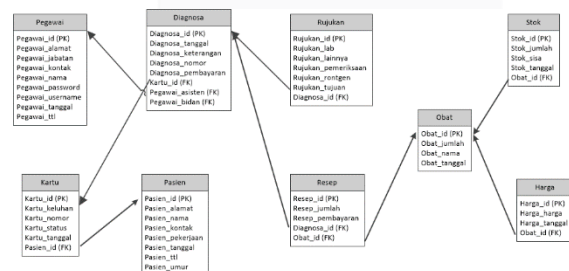 Pegawai
Pegawai_id (PK)
Pegawai_alamat
Pegawai_jabatan
Pegawai_kontak
Pegawai_nama
Pegawai_password
Pegawai_username
Pegawai_tanggal
Pegawai_ttl
Diagnosa
Diagnosa_id (PK)
Diagnosa_tanggal
Diagnosa_keterangan
Diagnosa_nomor
Diagnosa_pembayaran
Kartu_id (FK)
Pegawai_asisten (FK)
Pegawai_bidan (FK)
Rujukan
Rujukan_id (PK)
Rujukan_lab
Rujukan_lainnya
Rujukan_pemeriksaan
Rujukan_rontgen
Rujukan_tujuan
Diagnosa_id (FK)
Stok
Stok_id (PK)
Stok_jumlah
Stok_sisa
Stok_tanggal
Obat_id (FK)
Obat
Obat_id (PK)
Obat_jumlah
Obat_nama
Obat_tanggal
Kartu
Kartu_id (PK)
Kartu_keluhan
Kartu_nomor
Kartu_status
Kartu_tanggal
Pasien_id (FK)
Pasien
Pasien_id (PK)
Pasien_alamat
Pasien_nama
Pasien_kontak
Pasien_pekerjaan
Pasien_tanggal
Pasien_ttl
Pasien_umur
Resep
Resep_id (PK)
Resep_jumlah
Resep_pembayaran
Diagnosa_id (FK)
Obat_id (FK)
Harga
Harga_id (PK)
Harga_harga
Harga_tanggal
Obat_id (FK)